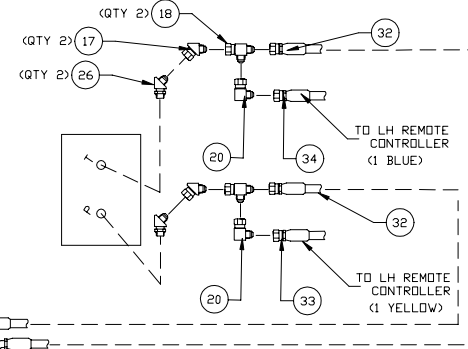 (QTY 2) 18
(QTY 2) 17
32
(QTY 2) 26
20
34
TO LH REMOTE
CONTROLLER
(1 BLUE)
T
P
32
20
33
TO LH REMOTE
CONTROLLER
(1 YELLOW)